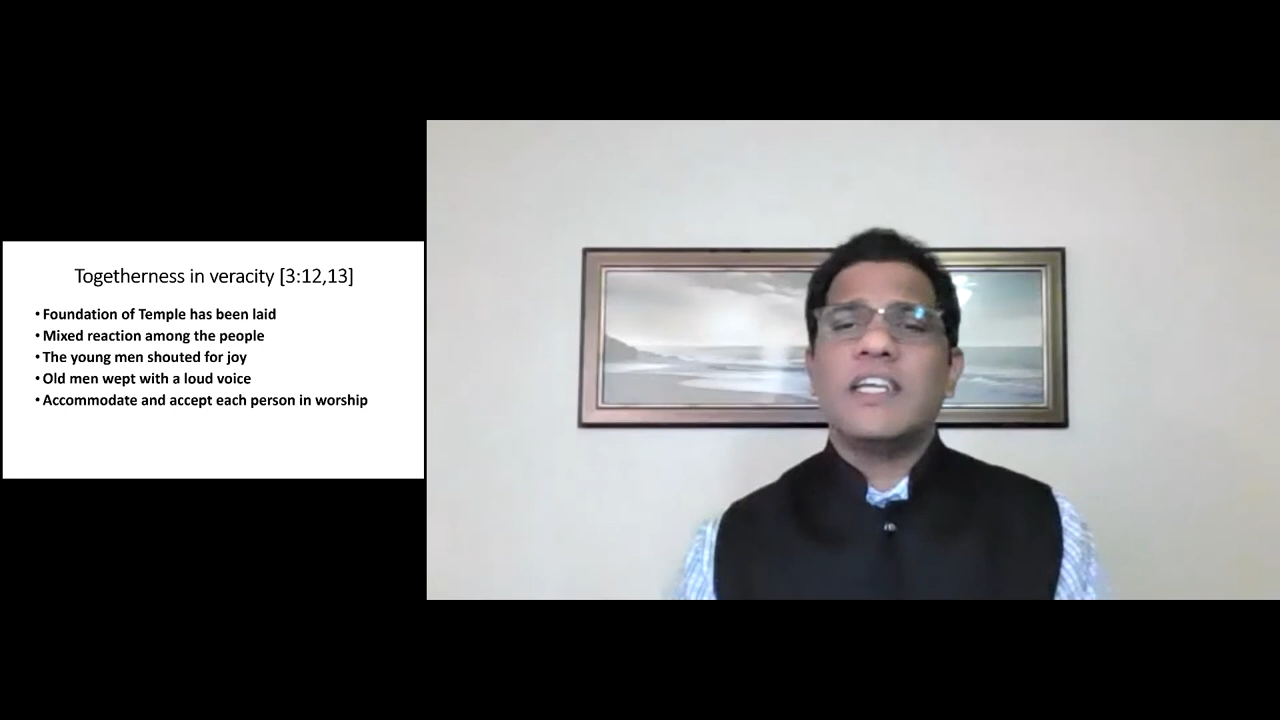 Togetherness in veracity [3:12,13]
• Foundation of Temple has been laid
• Mixed reaction among the people
• The young men shouted for joy
• Old men wept with a loud voice
• Accommodate and accept each person in worship